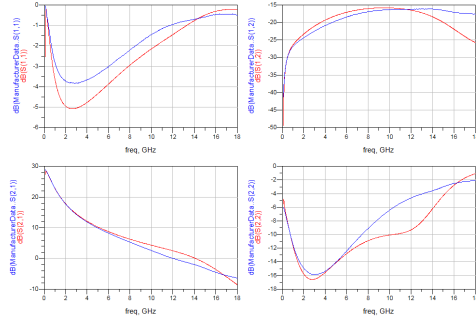 0
-1
-2
-3
-4
-5
-6
0 2 4 6 8 10 12 14 16 18
freq, GHz
dB(ManufacturerData..S(1,1))
dB(S(1,1))
-15
-20
-25
-30
-35
-40
-45
-50
0 2 4 6 8 10 12 14 16 18
freq, GHz
dB(ManufacturerData..S(1,2))
dB(S(1,2))
30
20
10
0
-10
0 2 4 6 8 10 12 14 16 18
freq, GHz
dB(ManufacturerData..S(2,1))
dB(S(2,1))
0
-2
-4
-6
-8
-10
-12
-14
-16
-18
0 2 4 6 8 10 12 14 16 18
freq, GHz
dB(ManufacturerData..S(2,2))
dB(S(2,2))